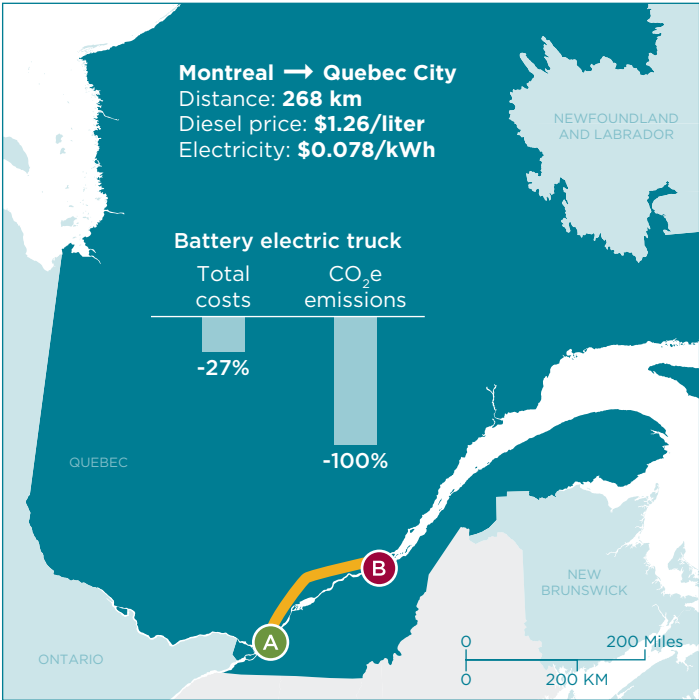 Montreal → Quebec City
Distance: 268 km
Diesel price: $1.26/liter
Electricity: $0.078/kWh
NEWFOUNDLAND
AND LABRADOR
Battery electric truck
Total
costs
CO₂e
emissions
-27%
-100%
QUEBEC
B
NEW
BRUNSWICK
A
ONTARIO
0
200 Miles
0
200 KM